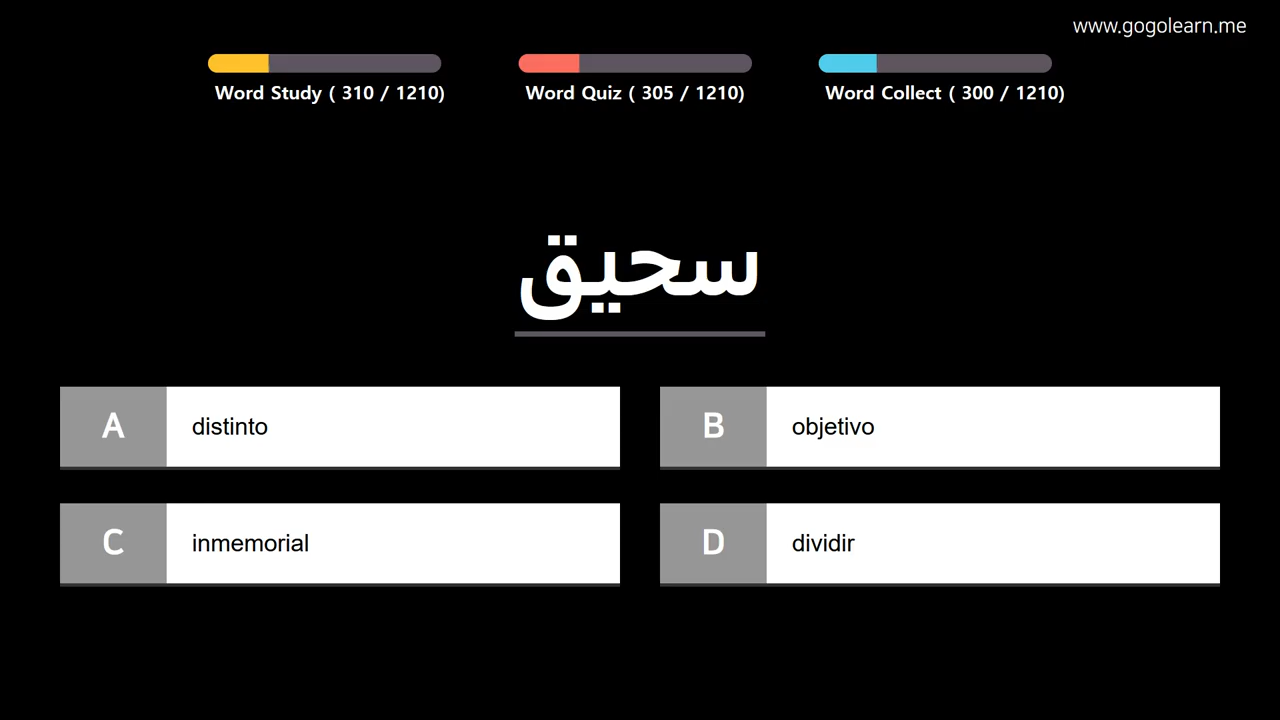 www.gogolearn.me
Word Study ( 310 / 1210)
Word Quiz ( 305 / 1210)
Word Collect ( 300 / 1210)
سحيق
A distinto
B objetivo
C inmemorial
D dividir